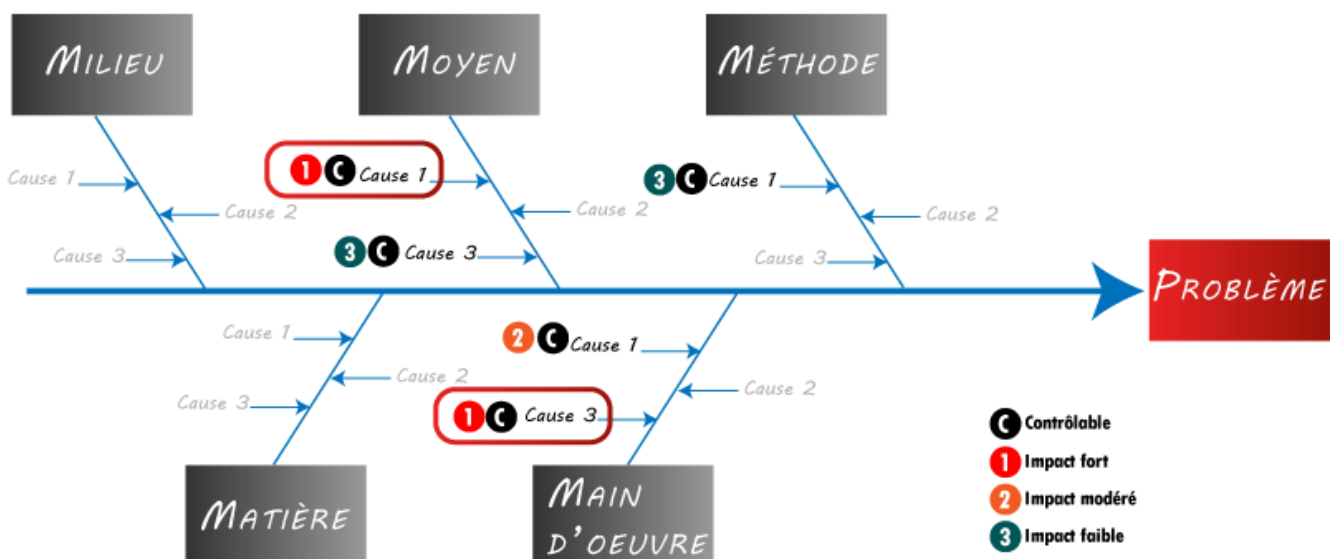 MILIEU
MOYEN
MÉTHODE
Cause 1
1 C Cause 1
3 C Cause 1
Cause 2
Cause 2
Cause 2
Cause 3
3 C Cause 3
Cause 3
PROBLÈME
Cause 1
2 C Cause 1
Cause 2
Cause 2
Cause 3
1 C Cause 3
MATIÈRE
MAIN
D'OEUVRE
C Contrôlable
1 Impact fort
2 Impact modéré
3 Impact faible